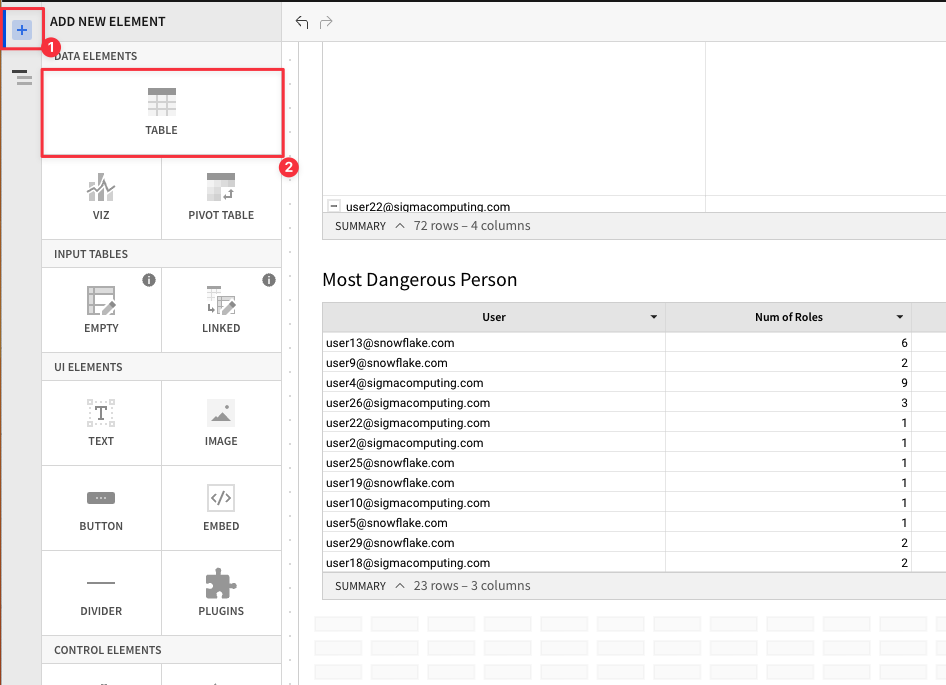 ADD NEW ELEMENT
1
DATA ELEMENTS
TABLE
2
VIZ
PIVOT TABLE
INPUT TABLES
EMPTY
LINKED
UI ELEMENTS
TEXT
IMAGE
BUTTON
EMBED
DIVIDER
PLUGINS
CONTROL ELEMENTS
user22@sigmacomputing.com
SUMMARY 72 rows – 4 columns
Most Dangerous Person
User Num of Roles
user13@snowflake.com 6
user9@snowflake.com 2
user4@sigmacomputing.com 9
user26@sigmacomputing.com 3
user22@sigmacomputing.com 1
user2@sigmacomputing.com 1
user25@snowflake.com 1
user19@snowflake.com 1
user10@sigmacomputing.com 1
user5@snowflake.com 1
user29@snowflake.com 2
user18@sigmacomputing.com 2
SUMMARY 23 rows – 3 columns